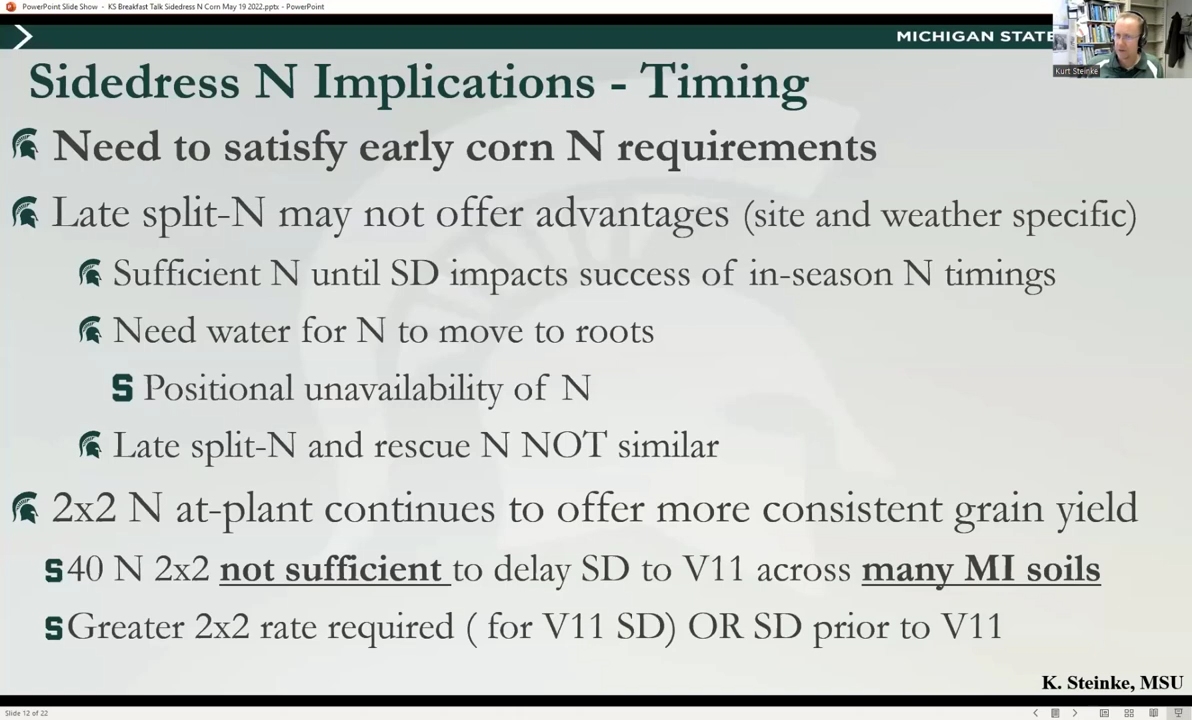 PowerPoint Slide Show - KS Breakfast Talk Sidedress N Corn May 19 2022.pptx - PowerPoint
MICHIGAN STATE
Kurt Steinke
Sidedress N Implications - Timing
Need to satisfy early corn N requirements
Late split-N may not offer advantages (site and weather specific)
Sufficient N until SD impacts success of in-season N timings
Need water for N to move to roots
S Positional unavailability of N
Late split-N and rescue N NOT similar
2x2 N at-plant continues to offer more consistent grain yield
S 40 N 2x2 not sufficient to delay SD to V11 across many MI soils
S Greater 2x2 rate required ( for V11 SD) OR SD prior to V11
K. Steinke, MSU
Slide 12 of 22